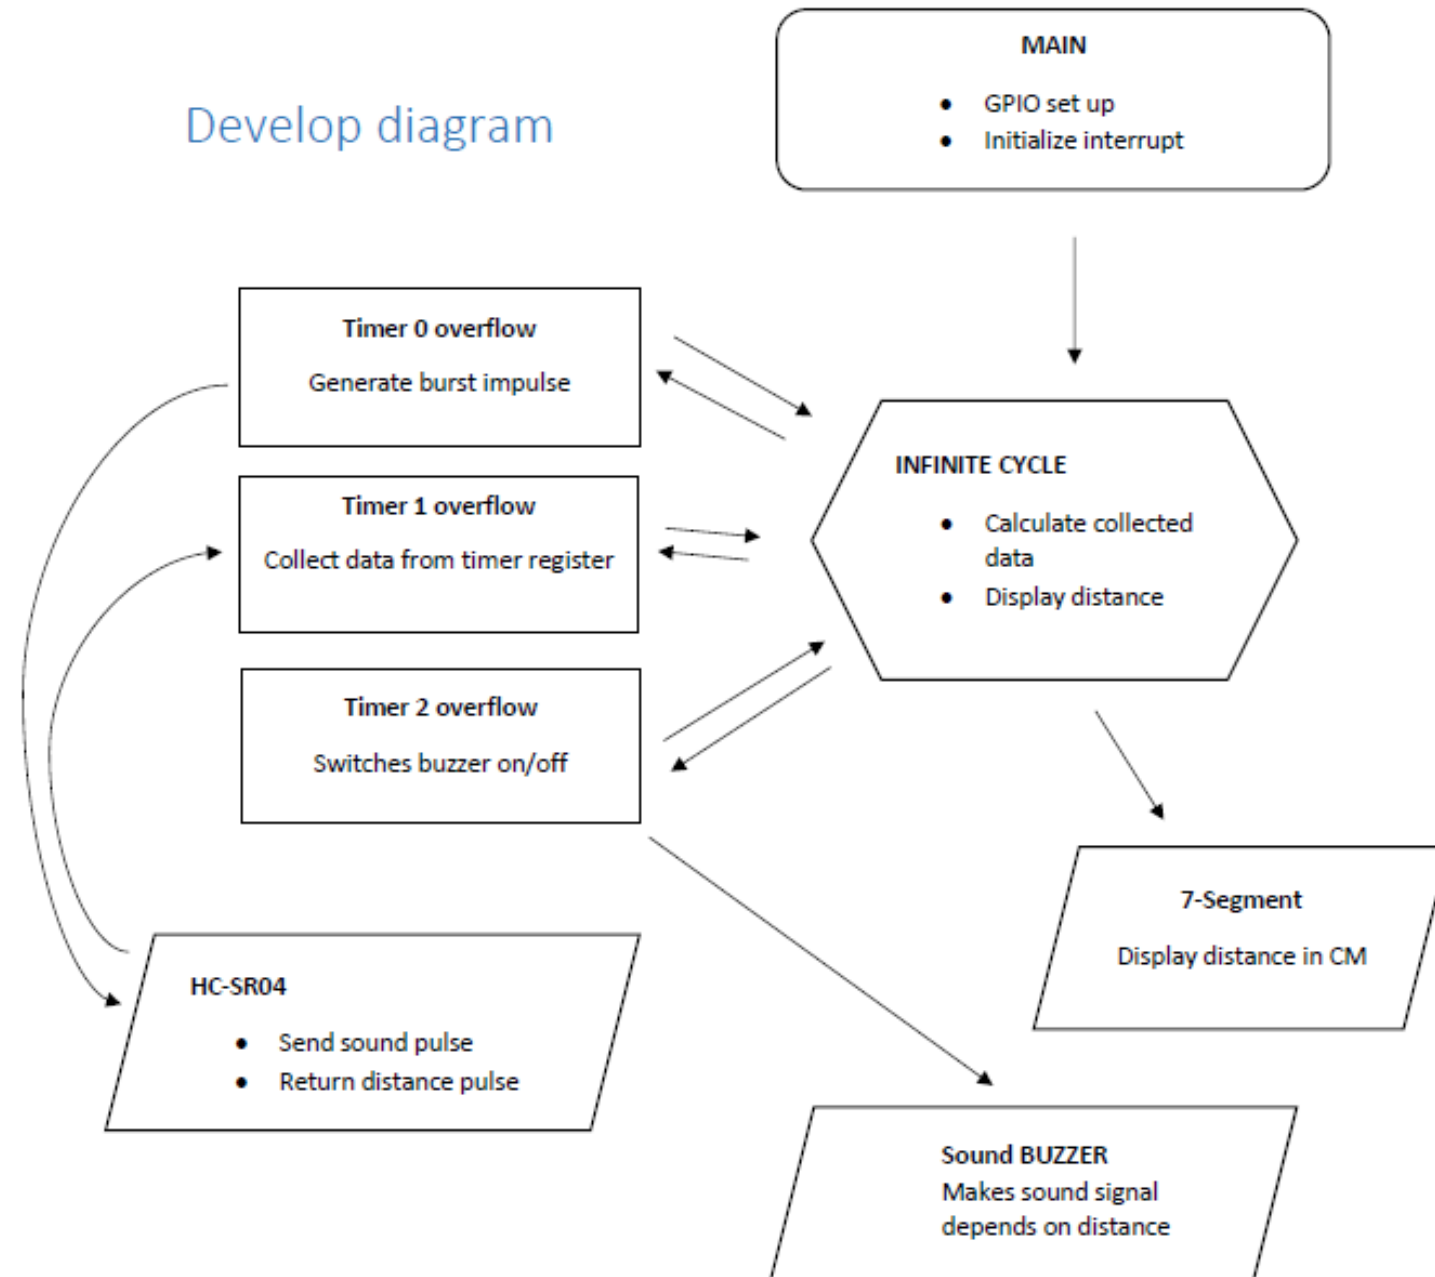 Develop diagram
MAIN
● GPIO set up
● Initialize interrupt
Timer 0 overflow
Generate burst impulse
Timer 1 overflow
Collect data from timer register
Timer 2 overflow
Switches buzzer on/off
INFINITE CYCLE
● Calculate collected
data
● Display distance
7-Segment
Display distance in CM
HC-SR04
● Send sound pulse
● Return distance pulse
Sound BUZZER
Makes sound signal
depends on distance